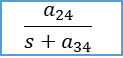 a₂₄
s + a₃₄